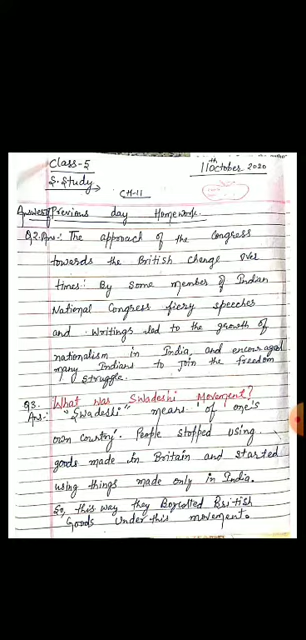 Class-5
11th October 2020
S. Study
CH-11
Answers of Previous day Homework.
Q2. Ans:- The approach of the Congress
towards the British Change over
times: By some member of Indian
National Congress fiery speeches
and writings led to the growth of
nationalism in India, and encouraged
many Indians to join the freedom
struggle.
Q3. What was Swadeshi Movement?
Ans:- "Swadeshi" means 'of one's
own country'. People stopped using
goods made in Britain and started
using things made only in India.
So, this way they Boycotted British
Goods under this movement.